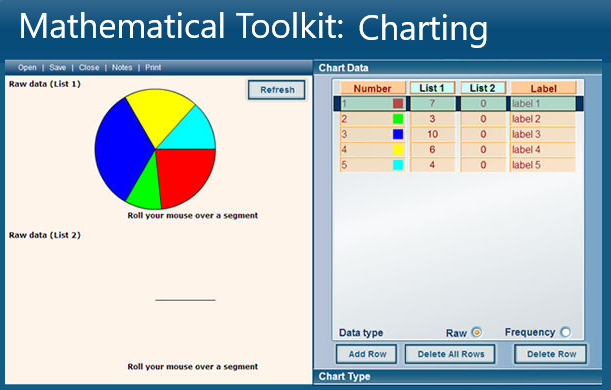 Mathematical Toolkit: Charting
Open | Save | Close | Notes | Print
Raw data (List 1)
Refresh
Roll your mouse over a segment
Raw data (List 2)
Roll your mouse over a segment
Chart Data
Number List 1 List 2 Label
1 7 0 label 1
2 3 0 label 2
3 10 0 label 3
4 6 0 label 4
5 4 0 label 5
Data type Raw Frequency
Add Row Delete All Rows Delete Row
Chart Type